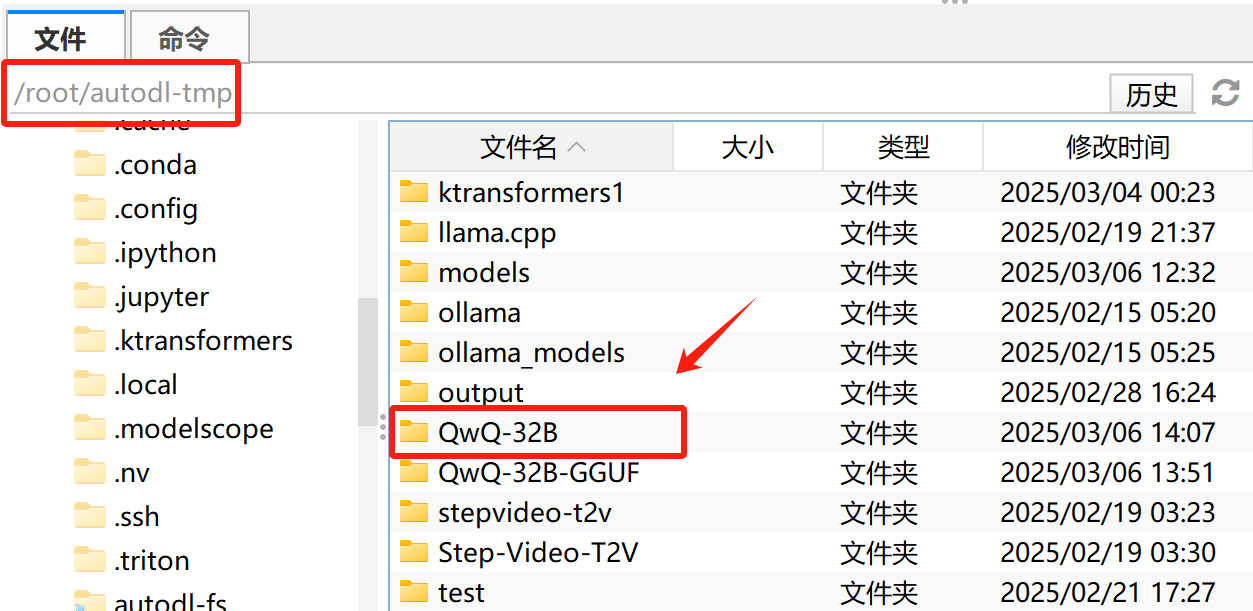 文件 命令
/root/autodl-tmp 历史
.cache
.conda
.config
.ipython
.jupyter
.ktransformers
.local
.modelscope
.nv
.ssh
.triton
autodl-fs
文件名 大小 类型 修改时间
ktransformers1 文件夹 2025/03/04 00:23
llama.cpp 文件夹 2025/02/19 21:37
models 文件夹 2025/03/06 12:32
ollama 文件夹 2025/02/15 05:20
ollama_models 文件夹 2025/02/15 05:25
output 文件夹 2025/02/28 16:24
QwQ-32B 文件夹 2025/03/06 14:07
QwQ-32B-GGUF 文件夹 2025/03/06 13:51
stepvideo-t2v 文件夹 2025/02/19 03:23
Step-Video-T2V 文件夹 2025/02/19 03:30
test 文件夹 2025/02/21 17:27